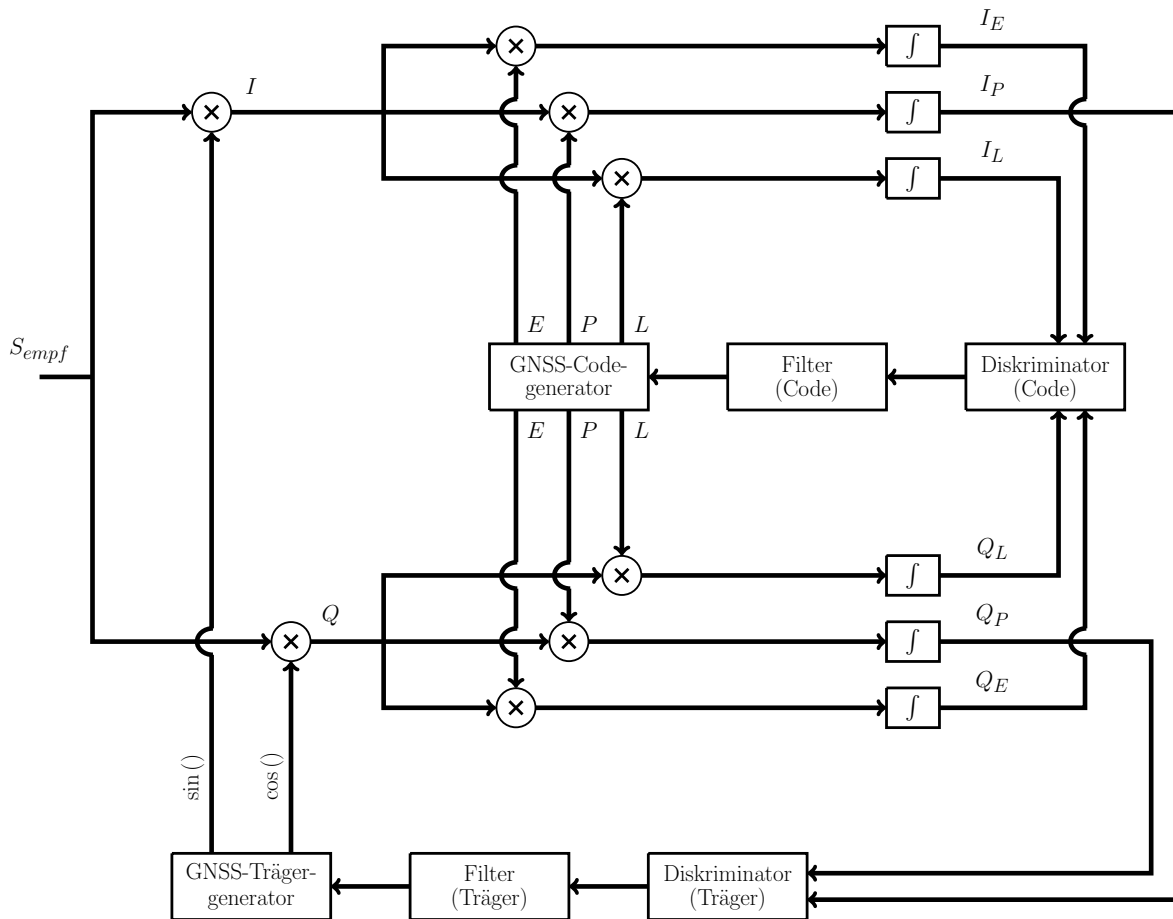 I_E
I
I_P
∫
∫
I_L
∫
E P L
S_empf
GNSS-Code-
generator
Filter
(Code)
Diskriminator
(Code)
E P L
Q_L
∫
Q
Q_P
∫
Q_E
∫
sin ()
cos ()
GNSS-Träger-
generator
Filter
(Träger)
Diskriminator
(Träger)